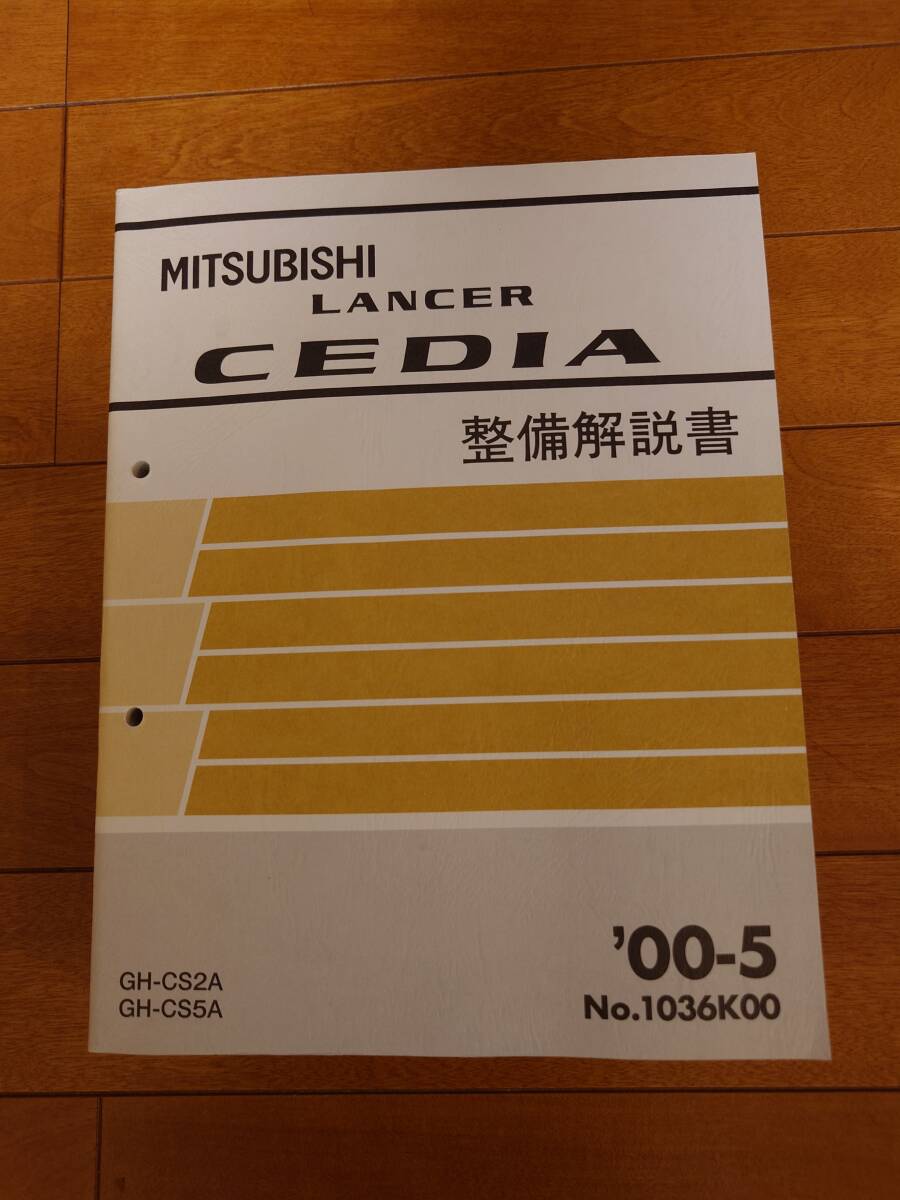 MITSUBISHI
LANCER
CEDIA
整備解説書
GH-CS2A
GH-CS5A
'00-5
No.1036K00